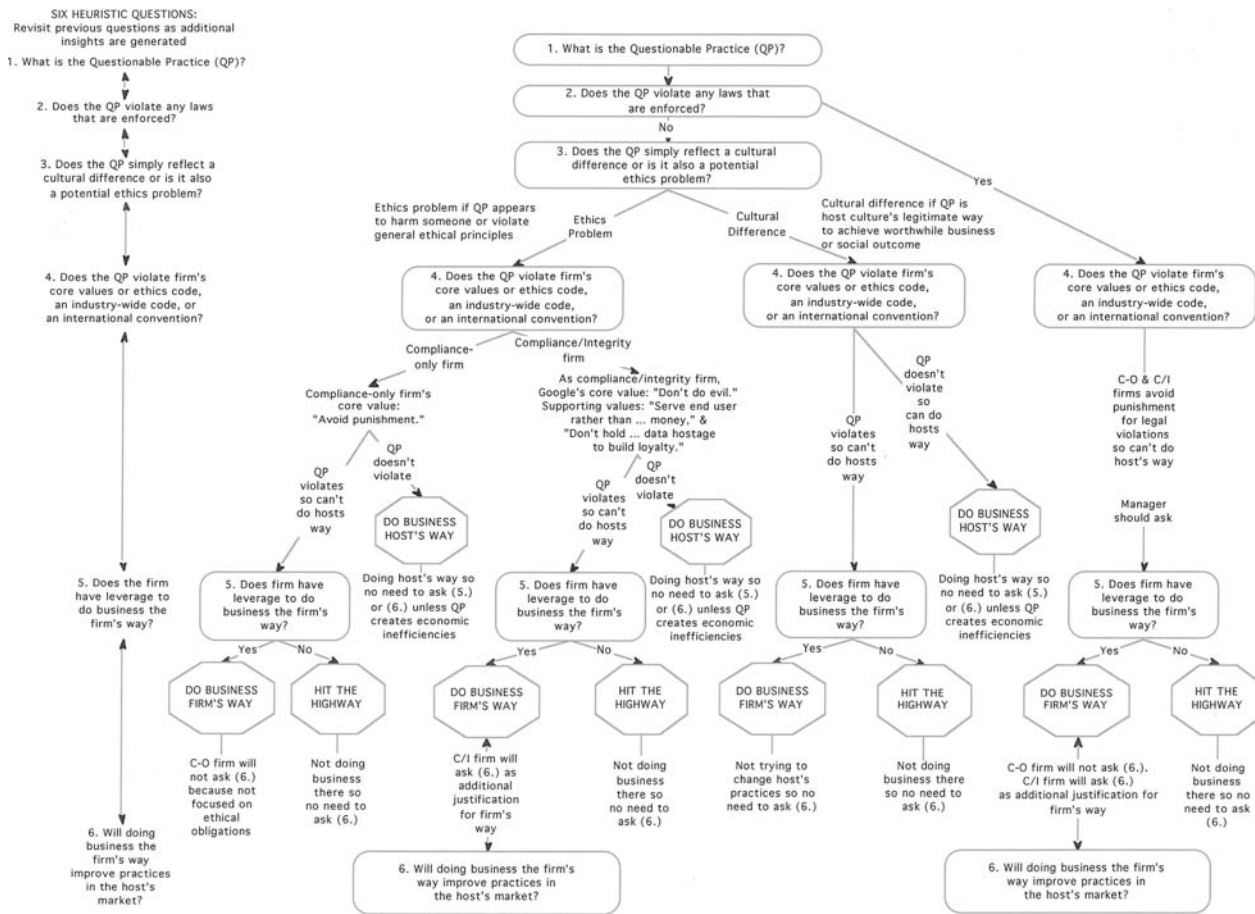 SIX HEURISTIC QUESTIONS:
Revisit previous questions as additional
insights are generated
1. What is the Questionable Practice (QP)?
2. Does the QP violate any laws
that are enforced?
3. Does the QP simply reflect a
cultural difference or is it also
a potential ethics problem?
4. Does the QP violate firm's
core values or ethics code,
an industry-wide code, or
an international convention?
5. Does the firm
have leverage to
do business the
firm's way?
6. Will doing
business the
firm's way
improve practices
in the host's
market?
1. What is the Questionable Practice (QP)?
2. Does the QP violate any laws that
are enforced?
No
Yes
3. Does the QP simply reflect a cultural
difference or is it also a potential
ethics problem?
Ethics problem if QP appears
to harm someone or violate
general ethical principles
Ethics
Problem
Cultural
Difference
Cultural difference if QP is
host culture's legitimate way
to achieve worthwhile business
or social outcome
4. Does the QP violate firm's
core values or ethics code,
an industry-wide code,
or an international convention?
4. Does the QP violate firm's
core values or ethics code,
an industry-wide code,
or an international convention?
4. Does the QP violate firm's
core values or ethics code,
an industry-wide code,
or an international convention?
Compliance-
only firm
Compliance/Integrity
firm
Compliance-only firm's
core value:
"Avoid punishment."
As compliance/integrity firm,
Google's core value: "Don't do evil."
Supporting values: "Serve end user
rather than ... money," &
"Don't hold ... data hostage
to build loyalty."
QP
violates
so can't
do hosts
way
QP
doesn't
violate
QP
violates
so can't
do hosts
way
QP
doesn't
violate
QP
violates
so can't
do hosts way
QP
doesn't
violate
so
can do
hosts
way
C-O & C/I
firms avoid
punishment
for legal
violations
so can't do
host's way
Manager
should ask
DO BUSINESS
HOST'S WAY
DO BUSINESS
HOST'S WAY
DO BUSINESS
HOST'S WAY
Doing host's way so
no need to ask (5.)
or (6.) unless QP
creates economic
inefficiencies
Doing host's way so
no need to ask (5.)
or (6.) unless QP
creates economic
inefficiencies
Doing host's way so
no need to ask (5.)
or (6.) unless QP
creates economic
inefficiencies
5. Does firm have
leverage to do
business the firm's
way?
5. Does firm have
leverage to do
business the firm's
way?
5. Does firm have
leverage to do
business the firm's
way?
5. Does firm have
leverage to do
business the firm's
way?
Yes
No
Yes
No
Yes
No
Yes
No
DO BUSINESS
FIRM'S WAY
HIT THE
HIGHWAY
DO BUSINESS
FIRM'S WAY
HIT THE
HIGHWAY
DO BUSINESS
FIRM'S WAY
HIT THE
HIGHWAY
DO BUSINESS
FIRM'S WAY
HIT THE
HIGHWAY
C-O firm will
not ask (6.)
because not
focused on
ethical
obligations
Not doing
business
there so
no need to
ask (6.)
C/I firm will
ask (6.) as
additional
justification
for firm's
way
Not doing
business
there so
no need to
ask (6.)
Not trying to
change host's
practices so no
need to ask (6.)
Not doing
business there
so no need to
ask (6.)
C-O firm will not ask (6.).
C/I firm will ask (6.)
as additional justification for
firm's way
Not doing
business
there so no
need to ask
(6.)
6. Will doing business the firm's
way improve practices in
the host's market?
6. Will doing business the firm's
way improve practices in
the host's market?